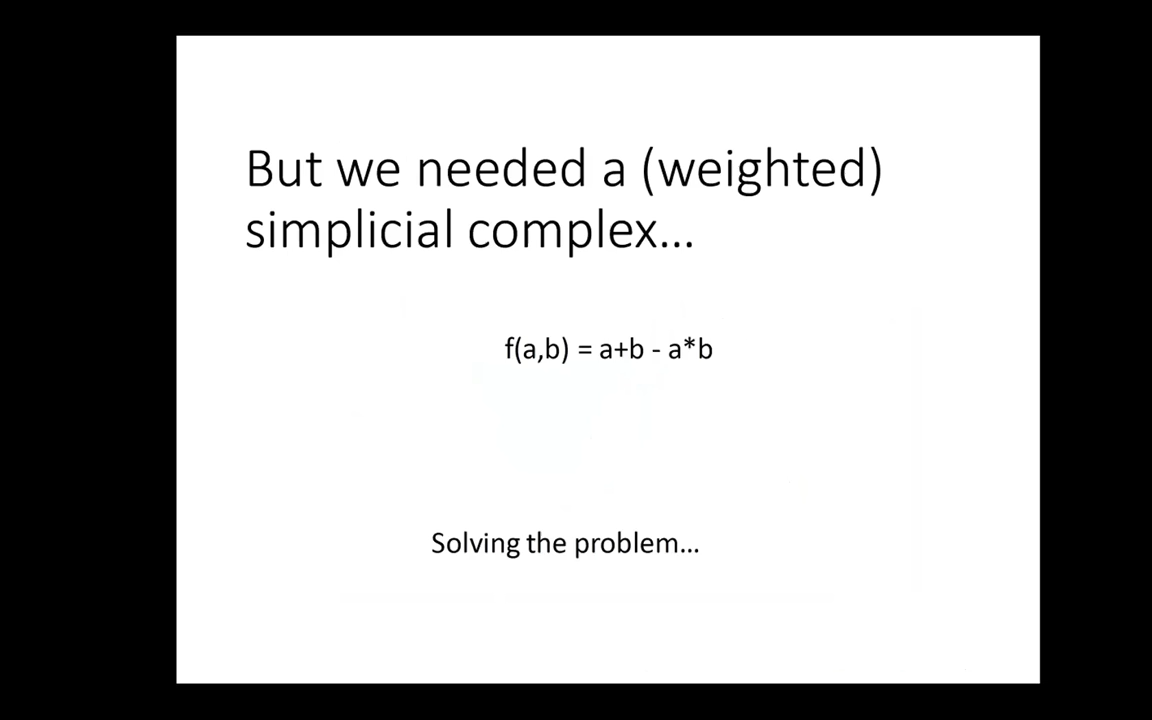 But we needed a (weighted)
simplicial complex...
f(a,b) = a+b - a*b
Solving the problem...